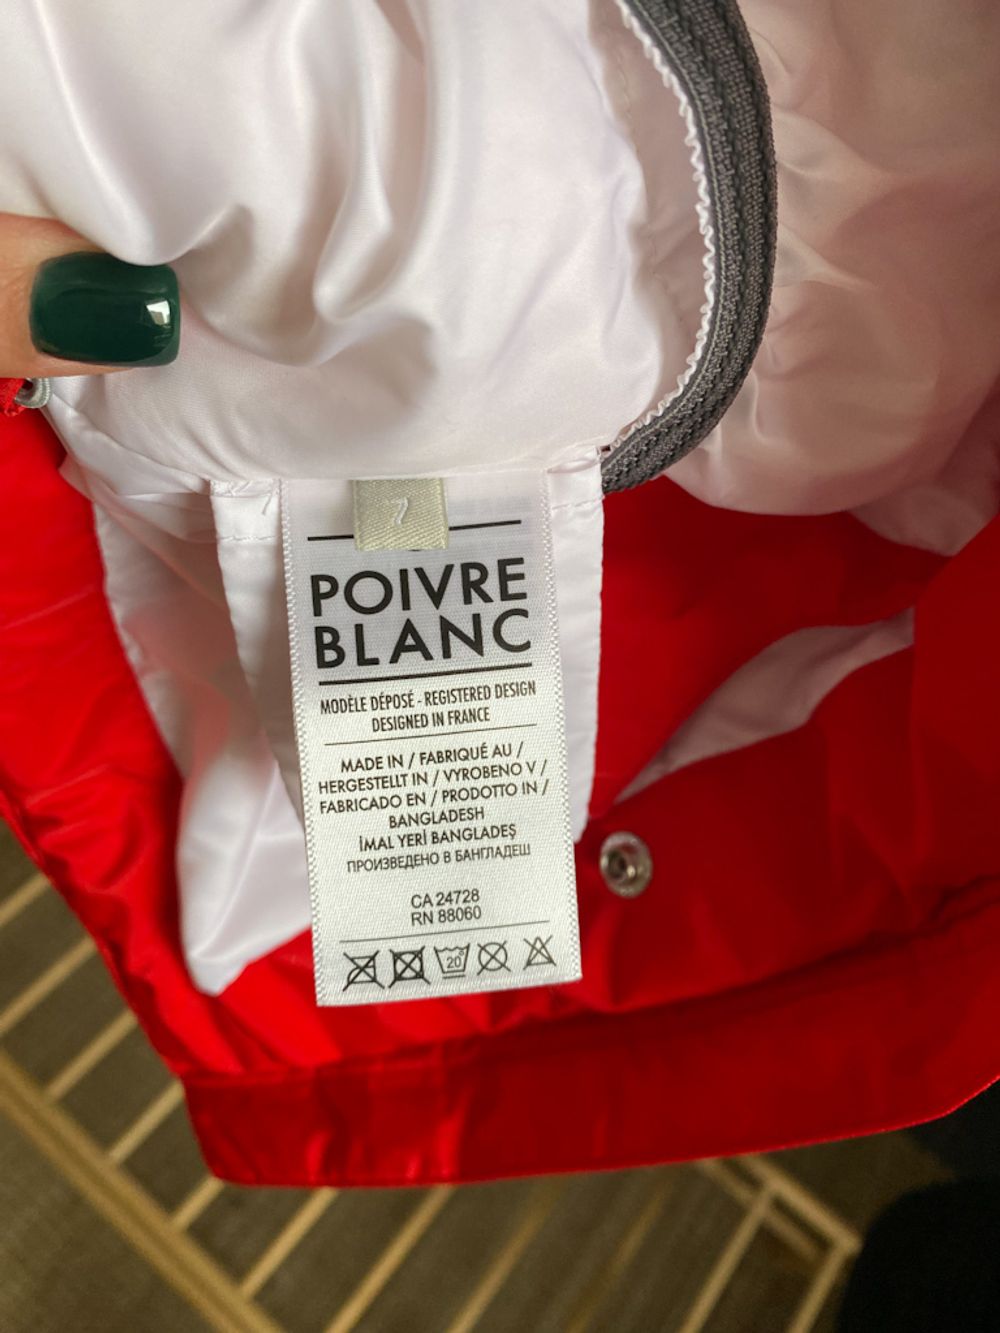 POIVRE
BLANC
MODÈLE DÉPOSÉ - REGISTERED DESIGN
DESIGNED IN FRANCE
MADE IN / FABRIQUÉ AU /
HERGESTELLT IN / VYROBENO V /
FABRICADO EN / PRODOTTO IN /
BANGLADESH
İMAL YERİ BANGLADEŞ
ПРОИЗВЕДЕНО В БАНГЛАДЕШ
CA 24728
RN 88060
20°